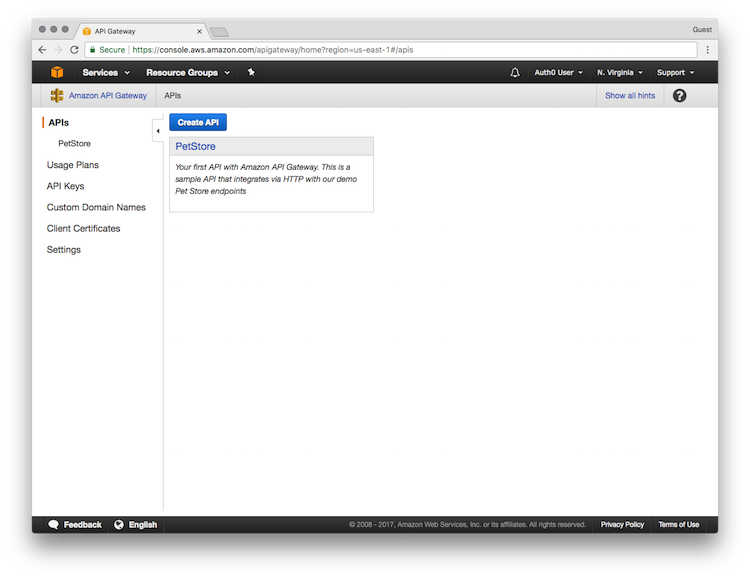 API Gateway
Guest
Secure | https://console.aws.amazon.com/apigateway/home?region=us-east-1#/apis
Services Resource Groups Auth0 User N. Virginia Support
Amazon API Gateway APIs Show all hints ?
APIs
PetStore
Usage Plans
API Keys
Custom Domain Names
Client Certificates
Settings
Create API
PetStore
Your first API with Amazon API Gateway. This is a
sample API that integrates via HTTP with our demo
Pet Store endpoints
Feedback English © 2008 - 2017, Amazon Web Services, Inc. or its affiliates. All rights reserved. Privacy Policy Terms of Use